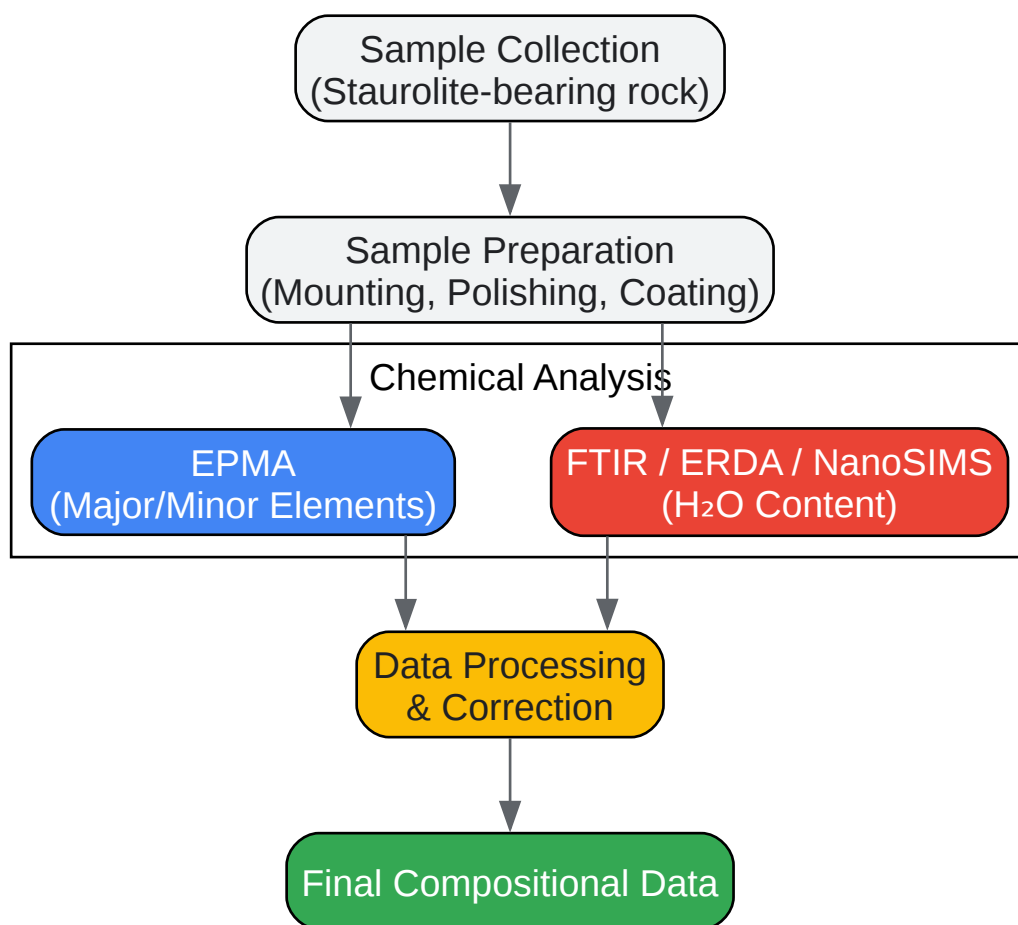 Sample Collection
(Staurolite-bearing rock)
Sample Preparation
(Mounting, Polishing, Coating)
Chemical Analysis
EPMA
(Major/Minor Elements)
FTIR / ERDA / NanoSIMS
(H₂O Content)
Data Processing
& Correction
Final Compositional Data